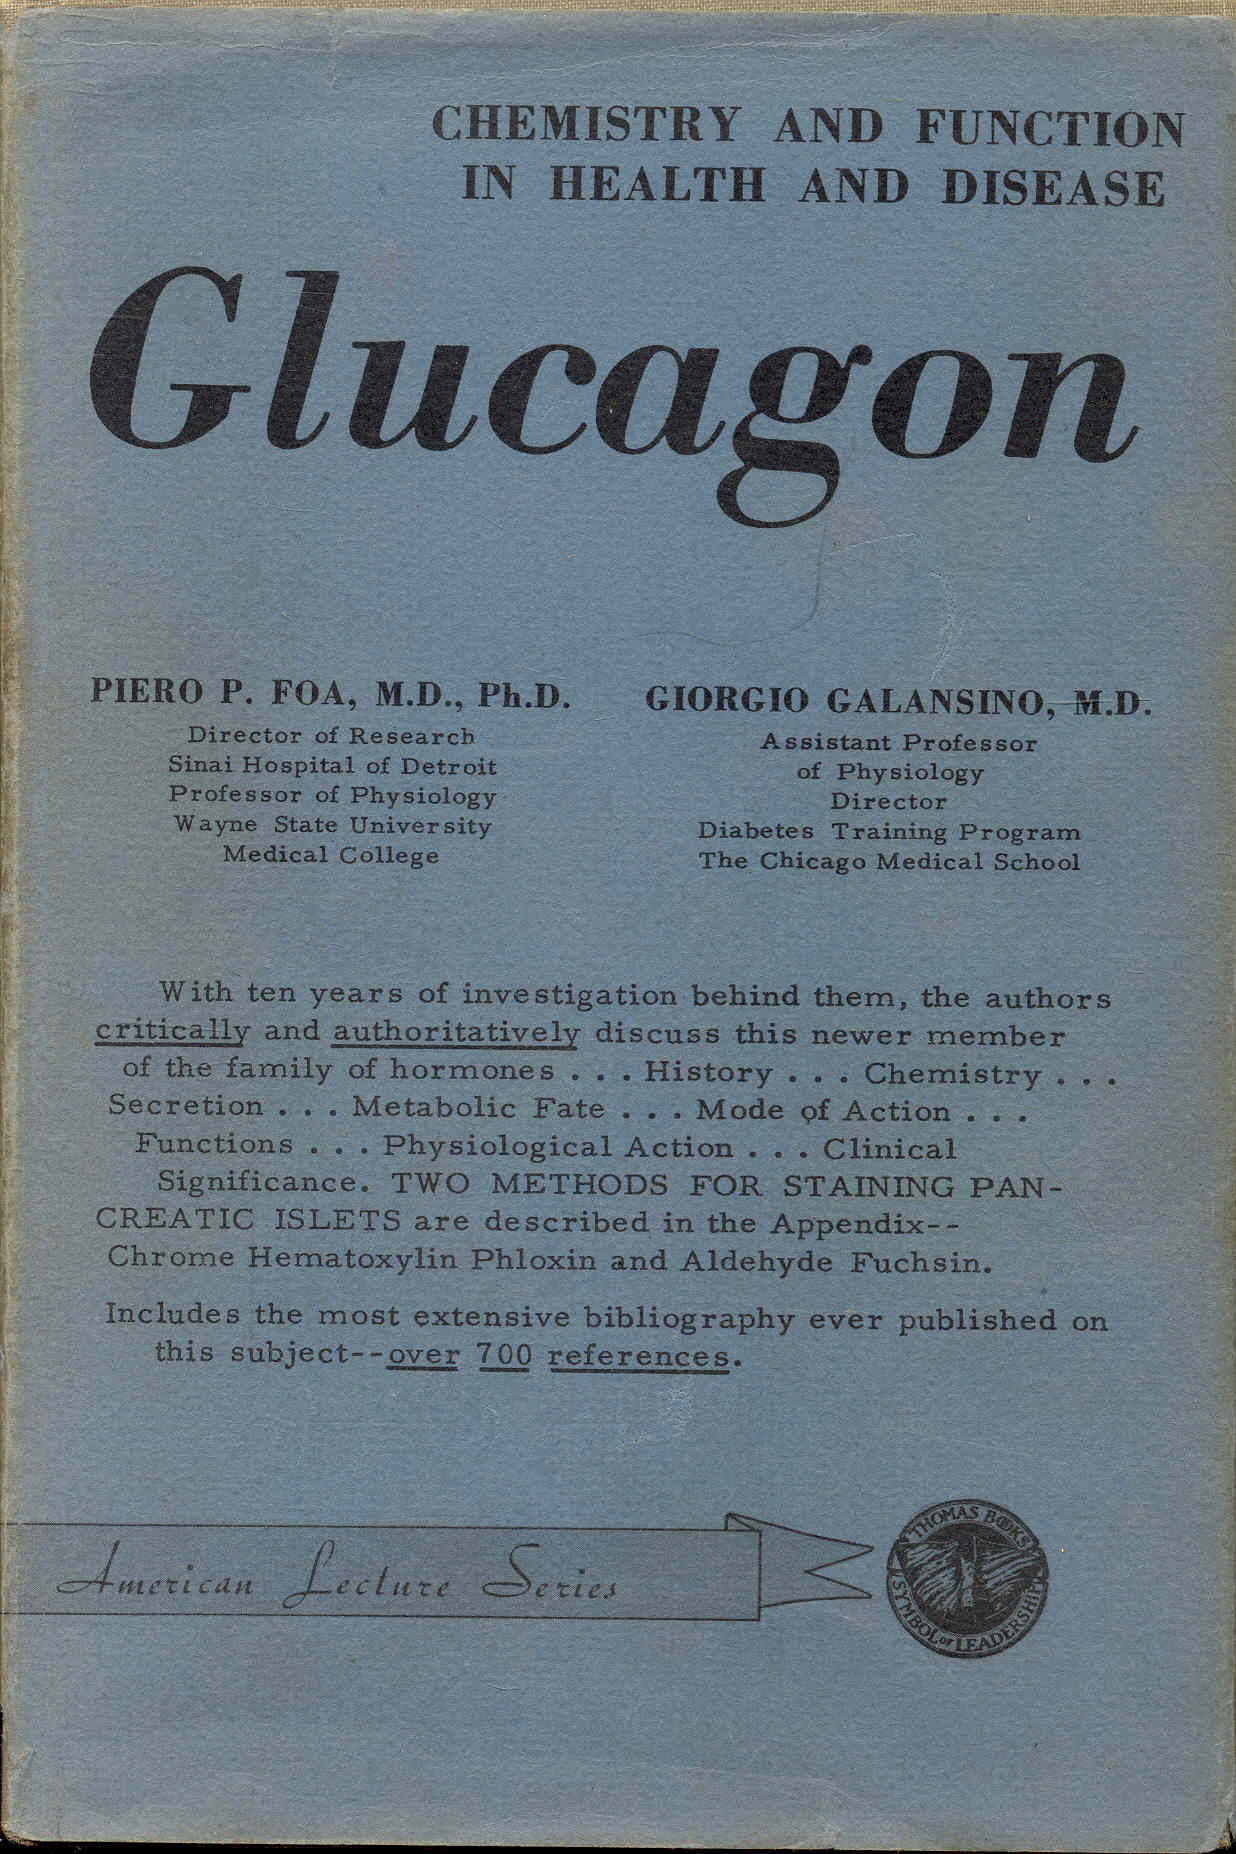 CHEMISTRY AND FUNCTION
IN HEALTH AND DISEASE
Glucagon
PIERO P. FOA, M.D., Ph.D.
Director of Research
Sinai Hospital of Detroit
Professor of Physiology
Wayne State University
Medical College
GIORGIO GALANSINO, M.D.
Assistant Professor
of Physiology
Director
Diabetes Training Program
The Chicago Medical School
With ten years of investigation behind them, the authors
critically and authoritatively discuss this newer member
of the family of hormones . . . History . . . Chemistry . . .
Secretion . . . Metabolic Fate . . . Mode of Action . . .
Functions . . . Physiological Action . . . Clinical
Significance. TWO METHODS FOR STAINING PAN-
CREATIC ISLETS are described in the Appendix--
Chrome Hematoxylin Phloxin and Aldehyde Fuchsin.
Includes the most extensive bibliography ever published on
this subject--over 700 references.
American Lecture Series
THOMAS BOOKS
SYMBOL OF LEADERSHIP